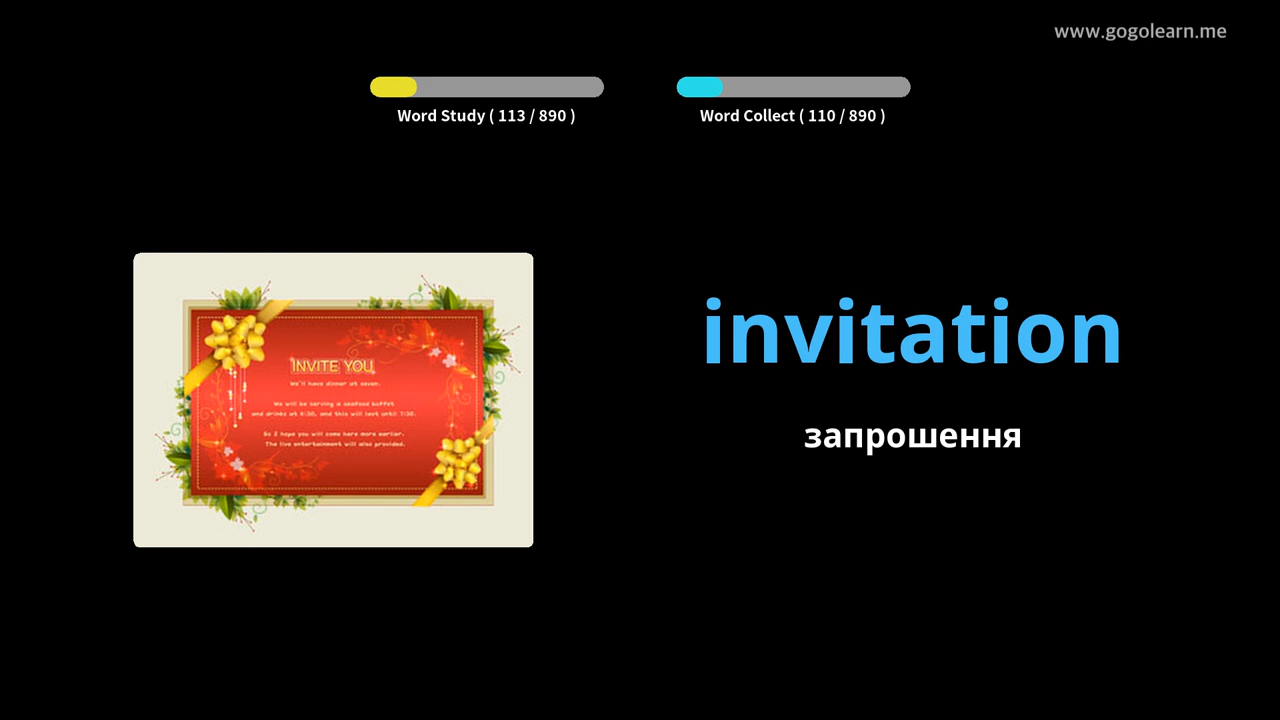 www.gogolearn.me
Word Study ( 113 / 890 )
Word Collect ( 110 / 890 )
INVITE YOU
We'll have dinner at seven.
We will be serving a seafood buffet
and drinks at 6:30, and this will last until 7:30.
So I hope you will come here more earlier.
The live entertainment will also provided.
invitation
запрошення